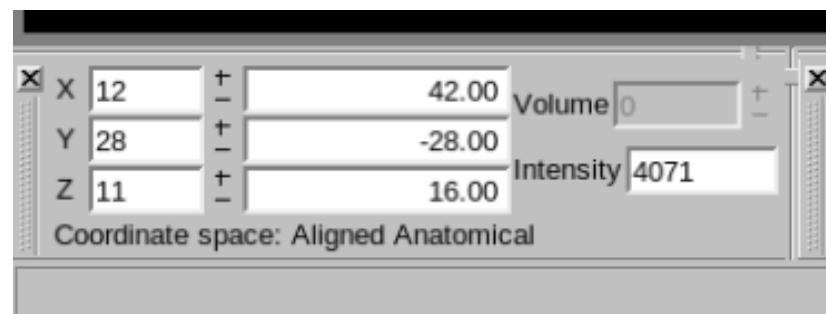 X 12 + - 42.00 Volume 0 + -
Y 28 + - -28.00
Intensity 4071
Z 11 + - 16.00
Coordinate space: Aligned Anatomical